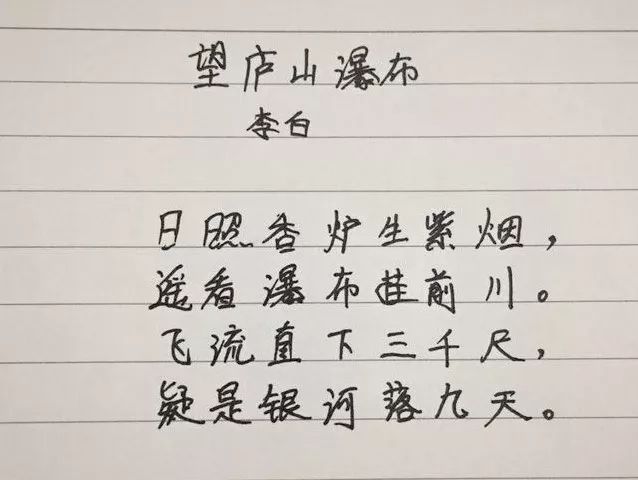 望庐山瀑布
李白
日照香炉生紫烟，
遥看瀑布挂前川。
飞流直下三千尺，
疑是银河落九天。